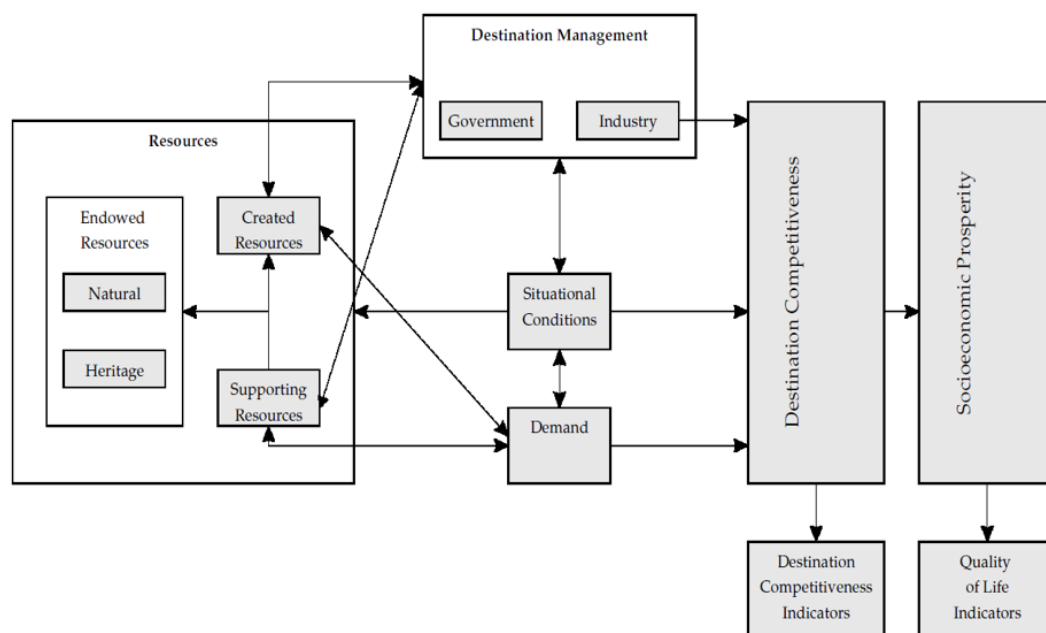 Destination Management
Government
Industry
Resources
Endowed
Resources
Natural
Heritage
Created
Resources
Supporting
Resources
Situational
Conditions
Demand
Destination Competitiveness
Socioeconomic Prosperity
Destination
Competitiveness
Indicators
Quality
of Life
Indicators